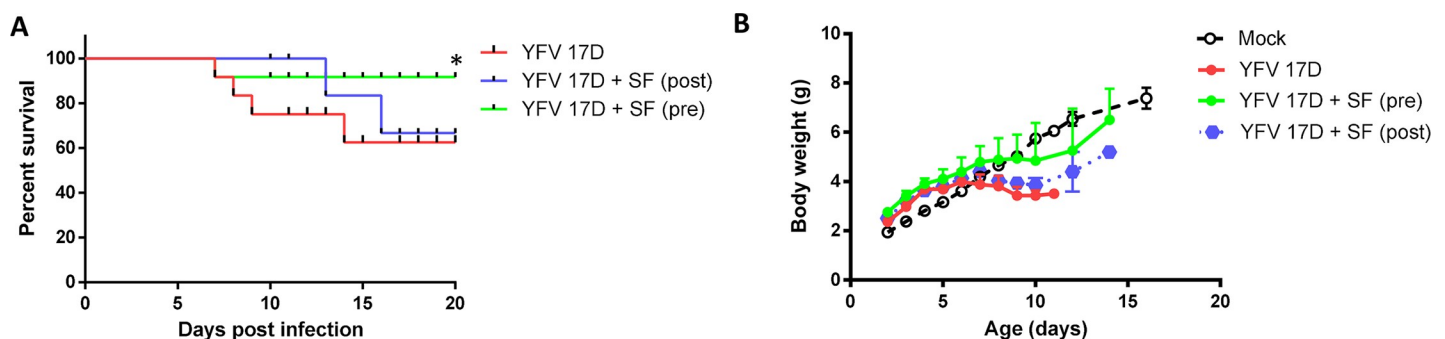 A
100
80
60
40
20
0
0 5 10 15 20
Percent survival
Days post infection
*
YFV 17D
YFV 17D + SF (post)
YFV 17D + SF (pre)
B
10
8
6
4
2
0
0 5 10 15 20
Body weight (g)
Age (days)
Mock
YFV 17D
YFV 17D + SF (pre)
YFV 17D + SF (post)